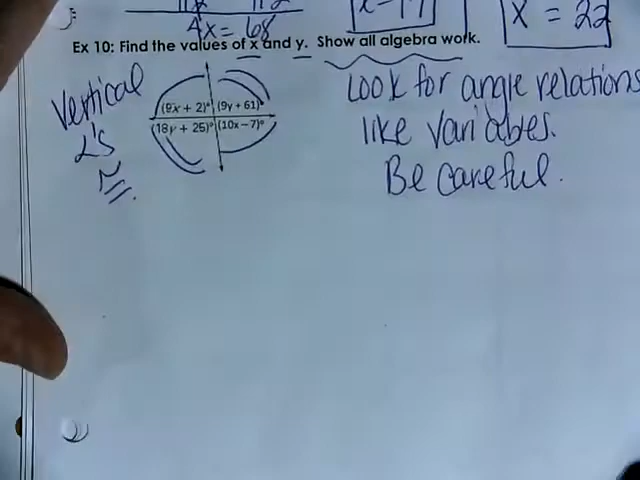 4x = 68
x = 22
Ex 10: Find the values of x and y. Show all algebra work.
Vertical
∠'s
≅
(9x + 2)° (9y + 61)°
(18y + 25)° (10x – 7)°
Look for angle relations
like variables.
Be careful.